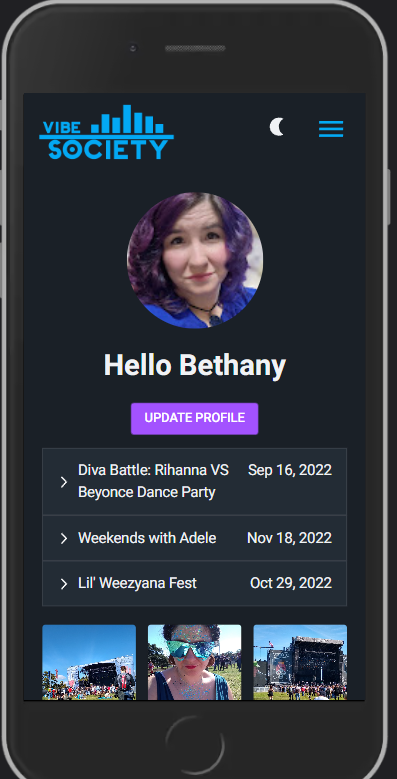 VIBE
SOCIETY
Hello Bethany
UPDATE PROFILE
Diva Battle: Rihanna VS Sep 16, 2022
Beyonce Dance Party
Weekends with Adele Nov 18, 2022
Lil' Weezyana Fest Oct 29, 2022